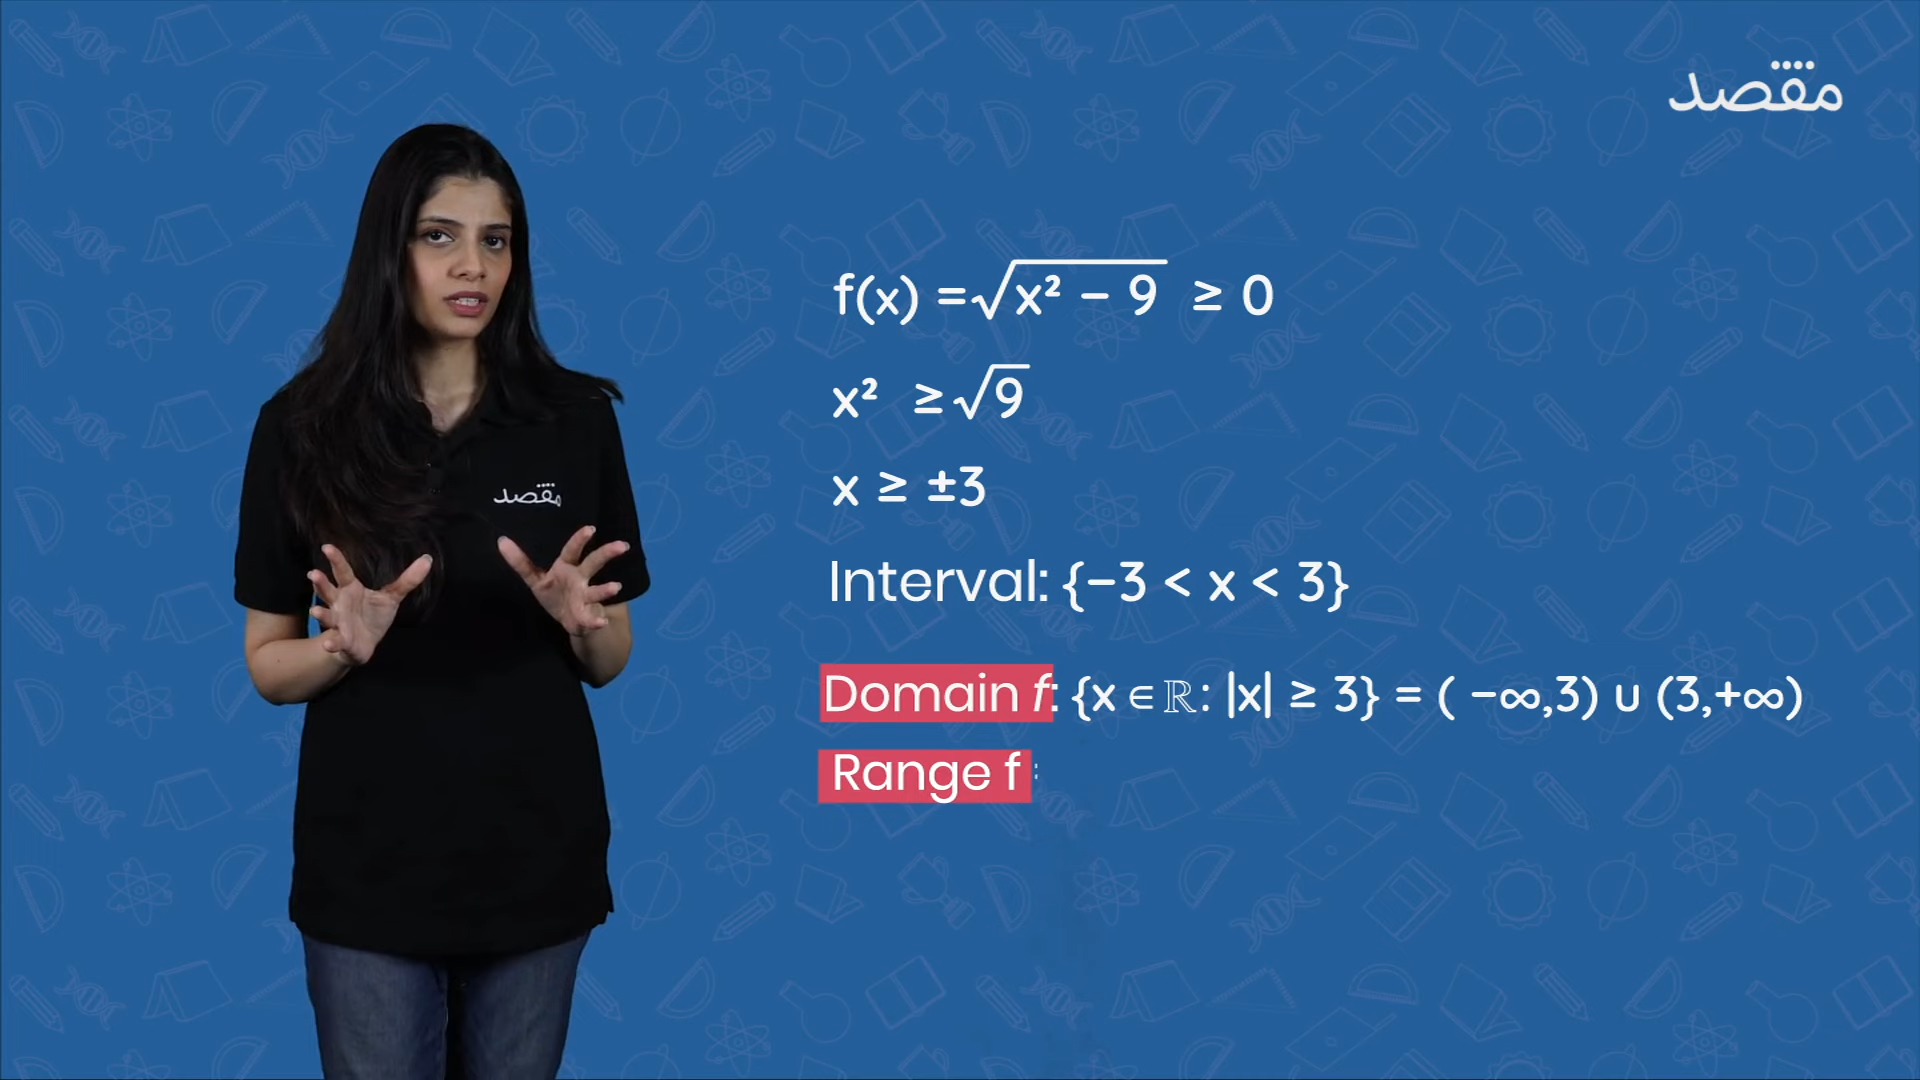 مقصد
f(x) = √x² − 9 ≥ 0
x² ≥ √9
x ≥ ±3
مقصد
Interval: {−3 < x < 3}
Domain f: {x ∈ ℝ: |x| ≥ 3} = ( −∞,3) ∪ (3,+∞)
Range f :